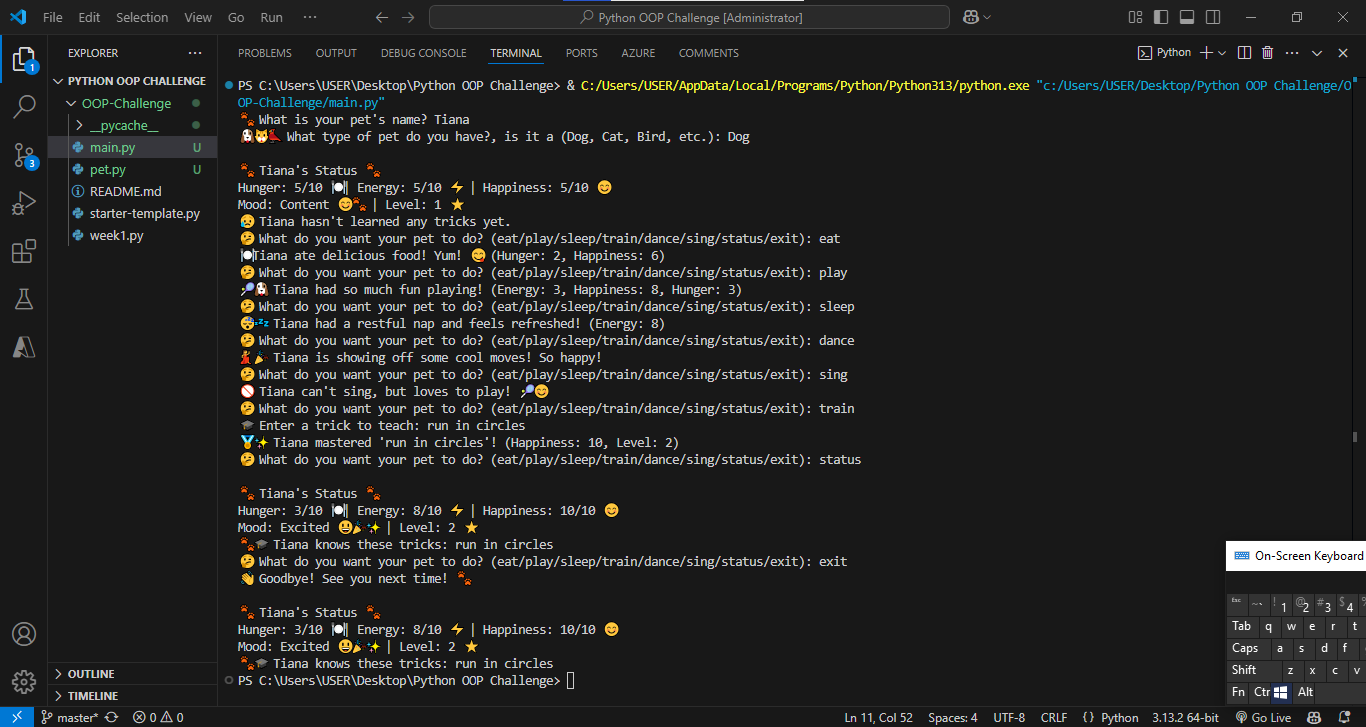 File Edit Selection View Go Run ··· Python OOP Challenge [Administrator]
EXPLORER ···
1
PYTHON OOP CHALLENGE
OOP-Challenge
__pycache__
main.py U
pet.py U
README.md
starter-template.py
week1.py
3
OUTLINE
TIMELINE
PROBLEMS OUTPUT DEBUG CONSOLE TERMINAL PORTS AZURE COMMENTS Python
PS C:\Users\USER\Desktop\Python OOP Challenge> & C:/Users/USER/AppData/Local/Programs/Python/Python313/python.exe "c:/Users/USER/Desktop/Python OOP Challenge/O
OP-Challenge/main.py"
🐾 What is your pet's name? Tiana
🐶🐱🐦 What type of pet do you have?, is it a (Dog, Cat, Bird, etc.): Dog
🐾 Tiana's Status 🐾
Hunger: 5/10 🍽️| Energy: 5/10 ⚡ | Happiness: 5/10 😊
Mood: Content 😊🐾 | Level: 1 ⭐
😥 Tiana hasn't learned any tricks yet.
🤔 What do you want your pet to do? (eat/play/sleep/train/dance/sing/status/exit): eat
🍽️Tiana ate delicious food! Yum! 😋 (Hunger: 2, Happiness: 6)
🤔 What do you want your pet to do? (eat/play/sleep/train/dance/sing/status/exit): play
🎾🐶 Tiana had so much fun playing! (Energy: 3, Happiness: 8, Hunger: 3)
🤔 What do you want your pet to do? (eat/play/sleep/train/dance/sing/status/exit): sleep
😴💤 Tiana had a restful nap and feels refreshed! (Energy: 8)
🤔 What do you want your pet to do? (eat/play/sleep/train/dance/sing/status/exit): dance
💃🎉 Tiana is showing off some cool moves! So happy!
🤔 What do you want your pet to do? (eat/play/sleep/train/dance/sing/status/exit): sing
🚫 Tiana can't sing, but loves to play! 🎾😊
🤔 What do you want your pet to do? (eat/play/sleep/train/dance/sing/status/exit): train
🎓 Enter a trick to teach: run in circles
🏅✨ Tiana mastered 'run in circles'! (Happiness: 10, Level: 2)
🤔 What do you want your pet to do? (eat/play/sleep/train/dance/sing/status/exit): status
🐾 Tiana's Status 🐾
Hunger: 3/10 🍽️| Energy: 8/10 ⚡ | Happiness: 10/10 😊
Mood: Excited 😃🎉✨ | Level: 2 ⭐
🐾🎓 Tiana knows these tricks: run in circles
🤔 What do you want your pet to do? (eat/play/sleep/train/dance/sing/status/exit): exit
👋 Goodbye! See you next time! 🐾
🐾 Tiana's Status 🐾
Hunger: 3/10 🍽️| Energy: 8/10 ⚡ | Happiness: 10/10 😊
Mood: Excited 😃🎉✨ | Level: 2 ⭐
🐾🎓 Tiana knows these tricks: run in circles
PS C:\Users\USER\Desktop\Python OOP Challenge>
On-Screen Keyboard
Esc ~ ` ! 1 @ 2 # 3 $ 4 %
Tab q w e r t
Caps a s d f
Shift z x c v
Fn Ctr Alt
master* 0 0 Ln 11, Col 52 Spaces: 4 UTF-8 CRLF {} Python 3.13.2 64-bit Go Live